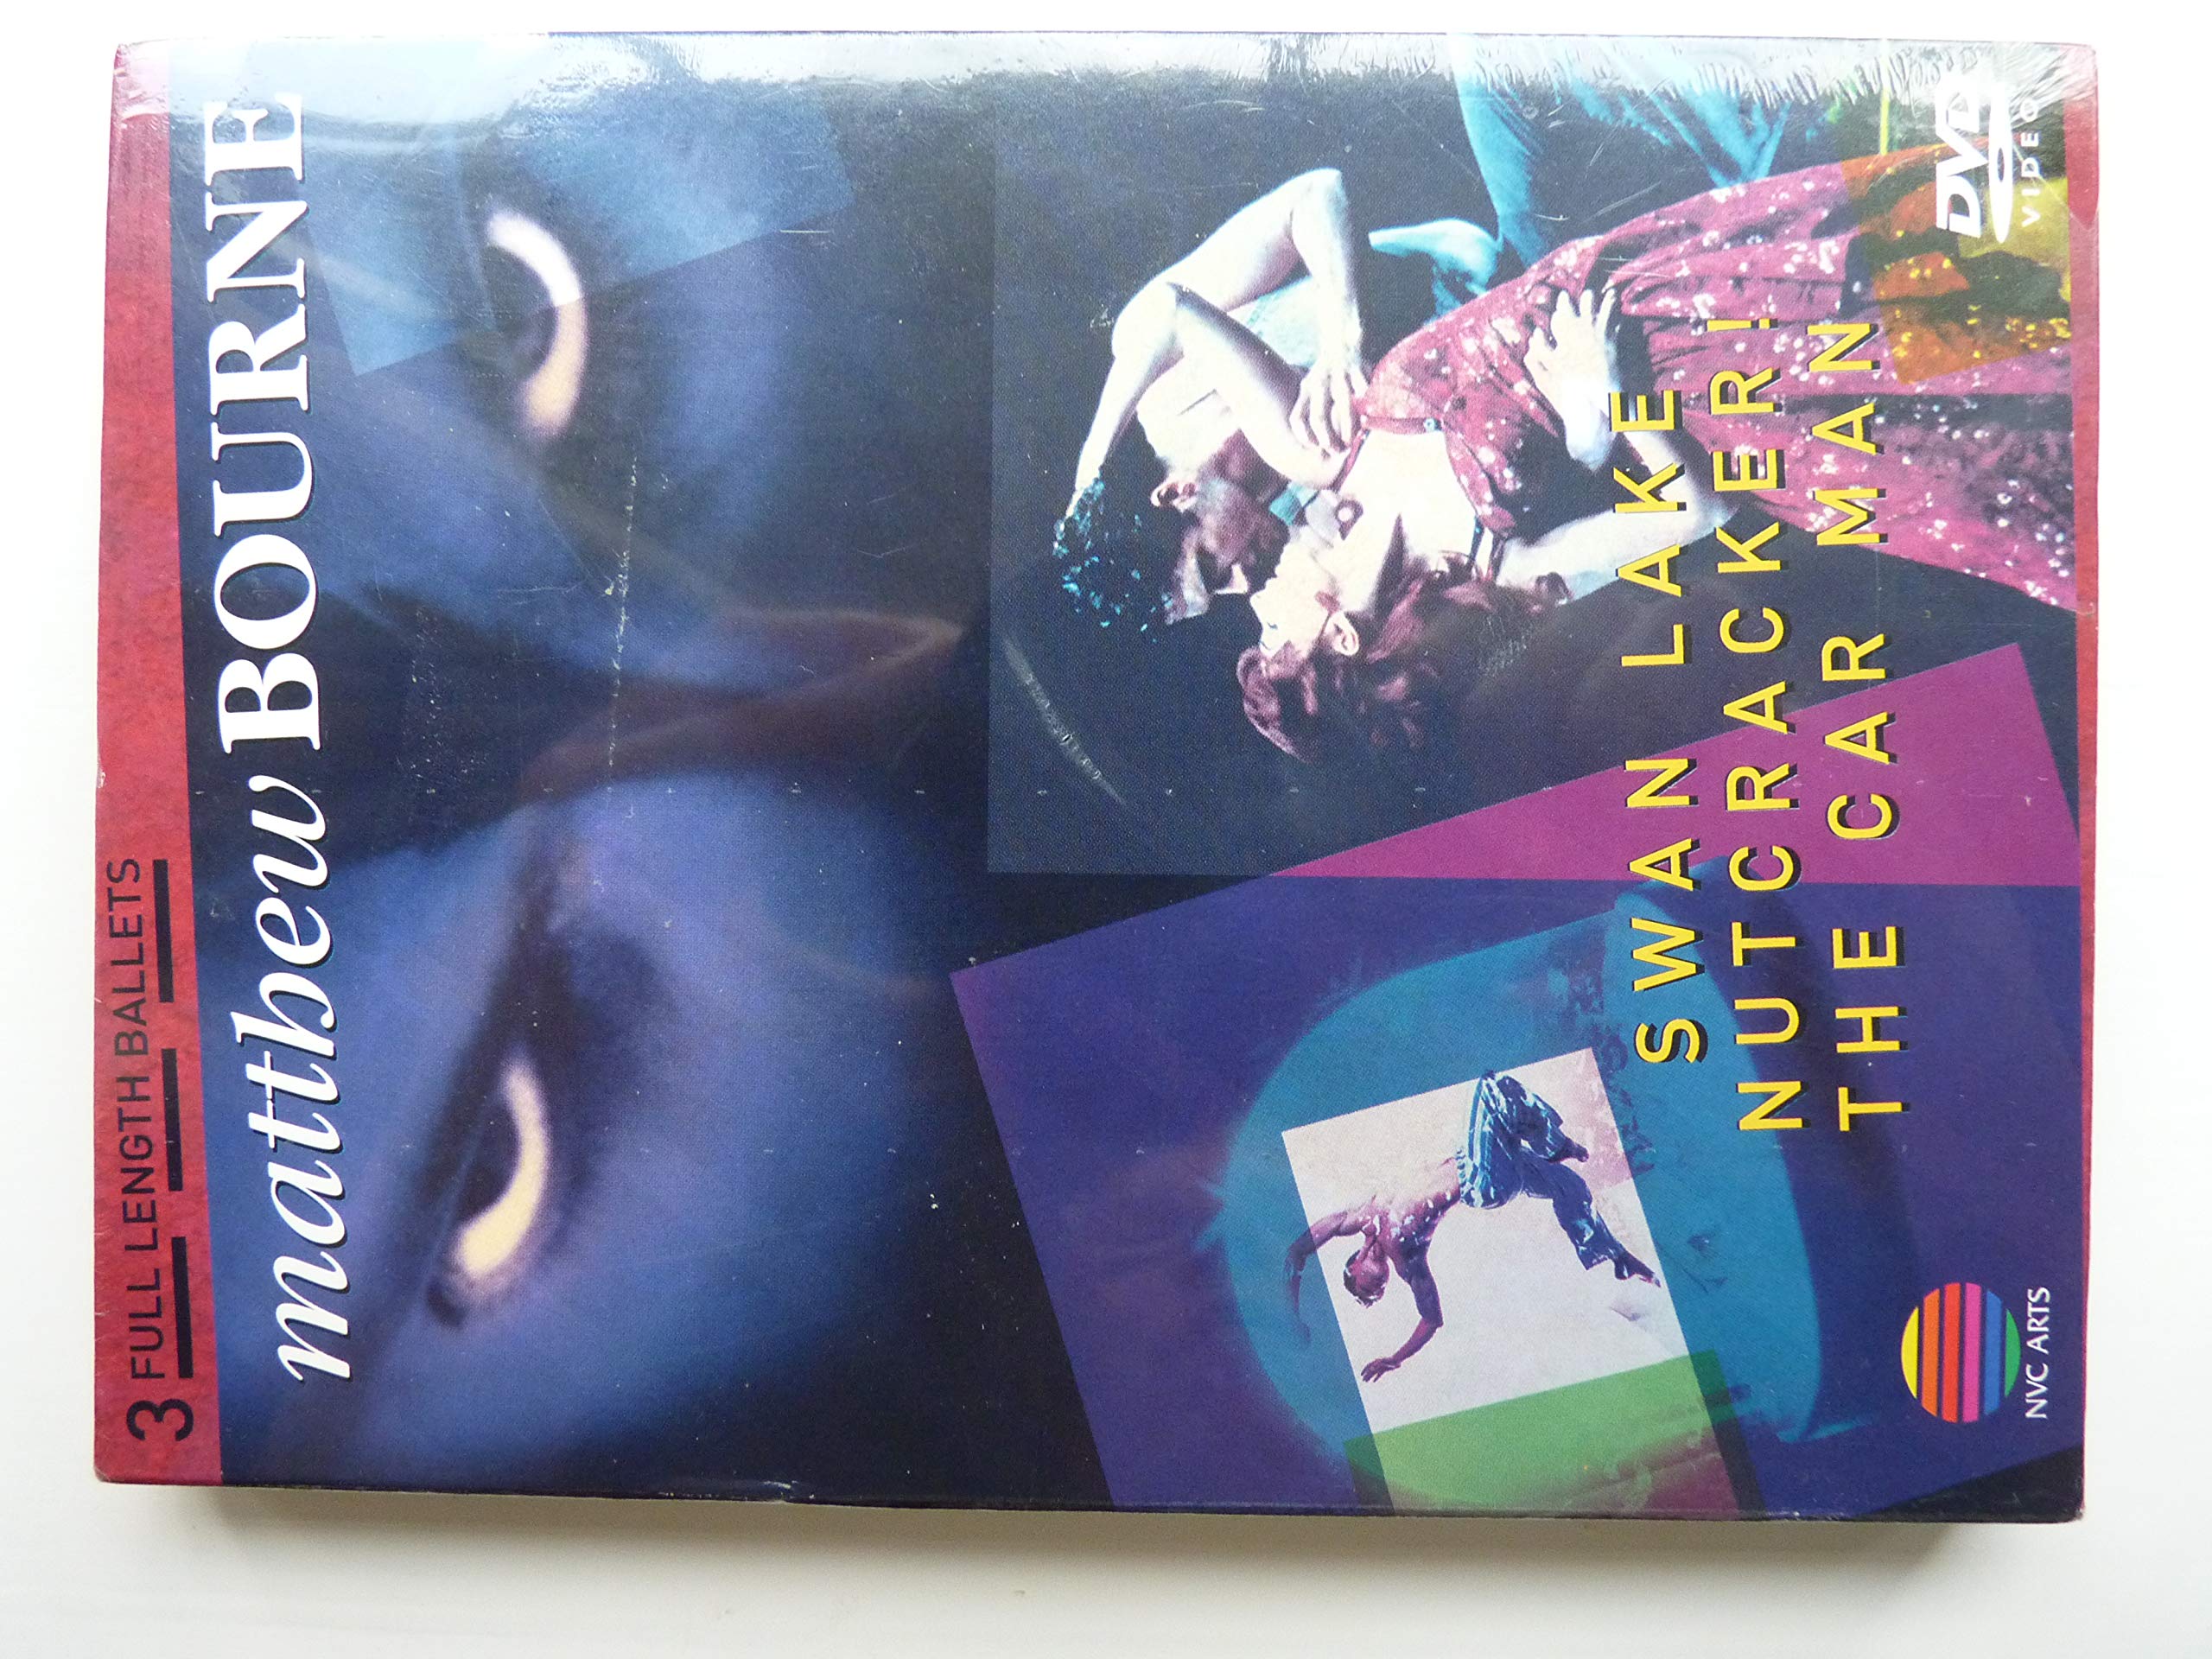 3 FULL LENGTH BALLETS
matthew BOURNE
SWAN LAKE
NUTCRACKER!
THE CAR MAN
NVC ARTS
DVD
VIDEO